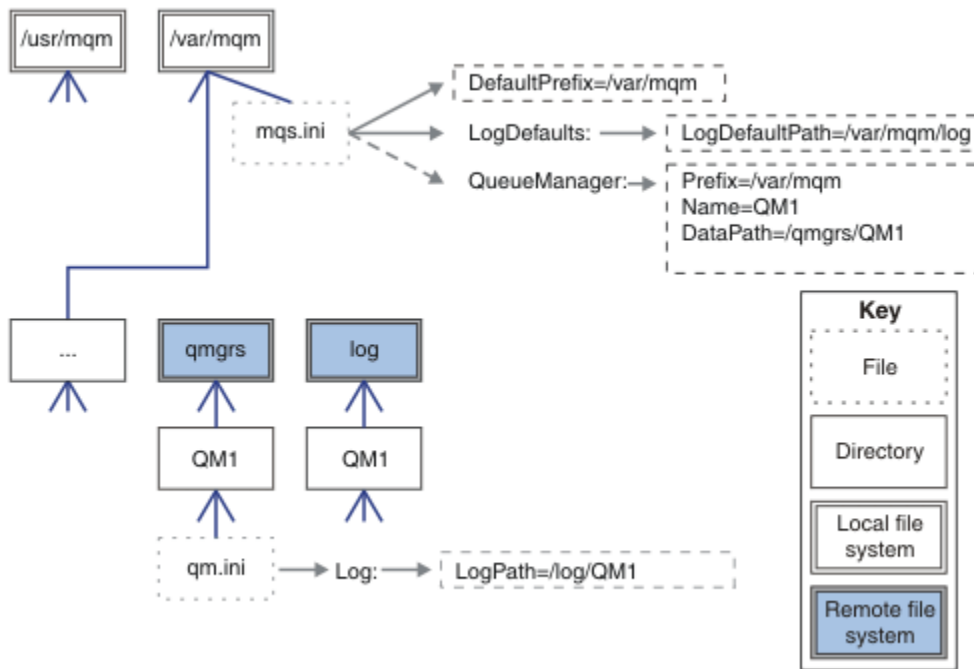 /usr/mqm
/var/mqm
mqs.ini
DefaultPrefix=/var/mqm
LogDefaults:
LogDefaultPath=/var/mqm/log
QueueManager:
Prefix=/var/mqm
Name=QM1
DataPath=/qmgrs/QM1
...
qmgrs
log
QM1
QM1
qm.ini
Log:
LogPath=/log/QM1
Key
File
Directory
Local file
system
Remote file
system